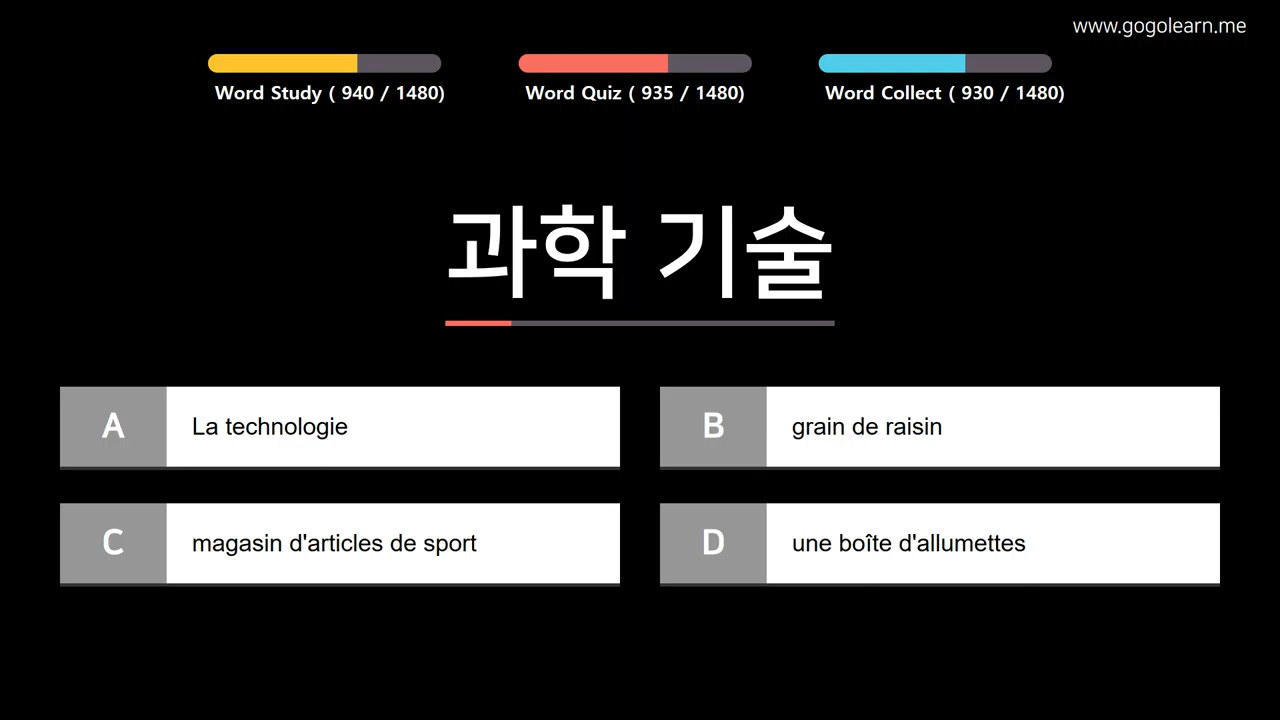 www.gogolearn.me
Word Study ( 940 / 1480)
Word Quiz ( 935 / 1480)
Word Collect ( 930 / 1480)
과학 기술
A
La technologie
B
grain de raisin
C
magasin d'articles de sport
D
une boîte d'allumettes